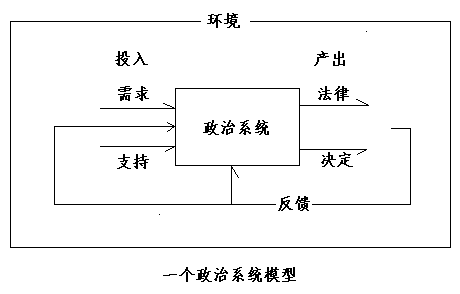 环境
投入 产出
需求 法律
政治系统
支持 决定
反馈
一个政治系统模型